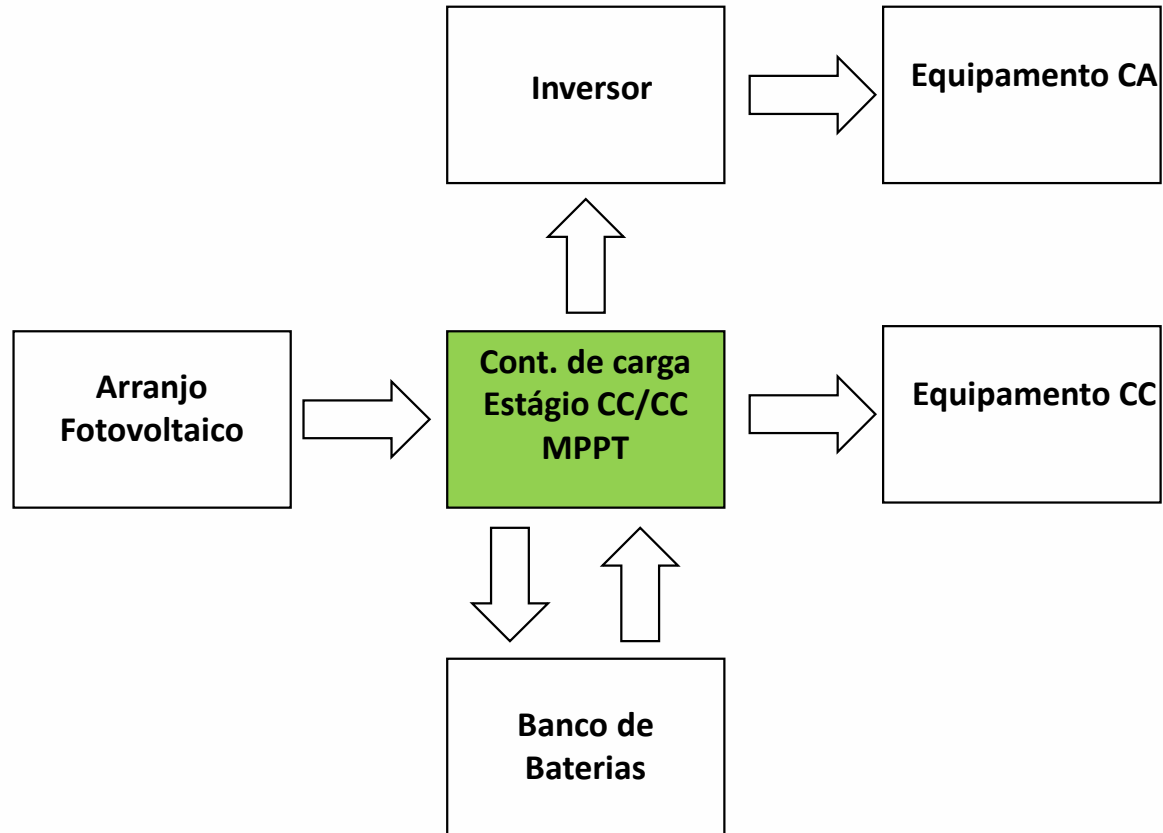 Inversor
Equipamento CA
Arranjo
Fotovoltaico
Cont. de carga
Estágio CC/CC
MPPT
Equipamento CC
Banco de
Baterias